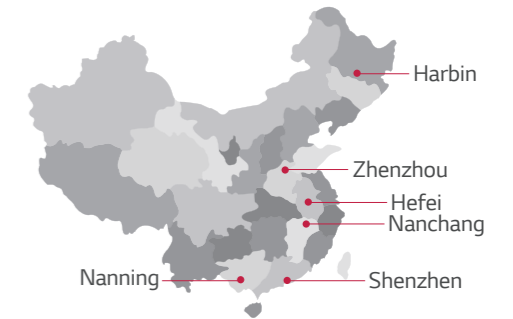 Harbin
Zhenzhou
Hefei
Nanchang
Nanning
Shenzhen